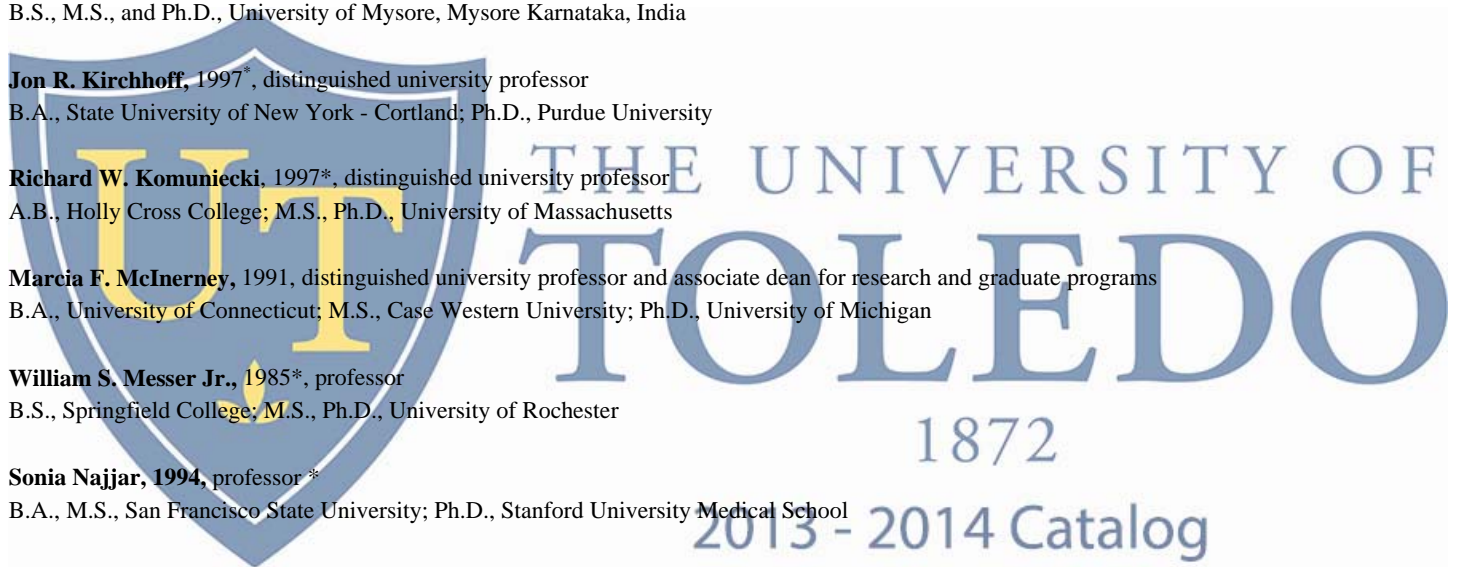 B.S., M.S., and Ph.D., University of Mysore, Mysore Karnataka, India
Jon R. Kirchhoff, 1997*, distinguished university professor
B.A., State University of New York - Cortland; Ph.D., Purdue University
Richard W. Komuniecki, 1997*, distinguished university professor
A.B., Holly Cross College; M.S., Ph.D., University of Massachusetts
Marcia F. McInerney, 1991, distinguished university professor and associate dean for research and graduate programs
B.A., University of Connecticut; M.S., Case Western University; Ph.D., University of Michigan
William S. Messer Jr., 1985*, professor
B.S., Springfield College; M.S., Ph.D., University of Rochester
Sonia Najjar, 1994, professor *
B.A., M.S., San Francisco State University; Ph.D., Stanford University Medical School
UT
THE UNIVERSITY OF
TOLEDO
1872
2013 - 2014 Catalog